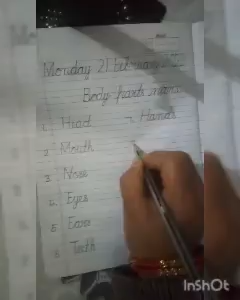 Monday 21 February
Body parts name
1. Head
7. Hands
2. Mouth
3. Nose
4. Eyes
5. Ears
6. Teeth
InShOt